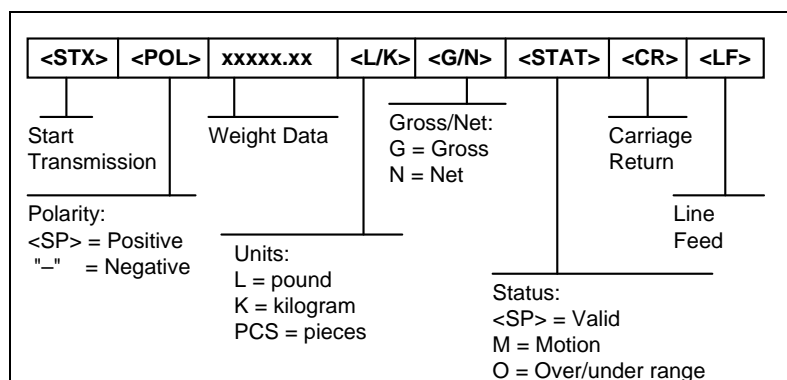 <STX> <POL> xxxxx.xx <L/K> <G/N> <STAT> <CR> <LF>
Start
Transmission
Weight Data
Gross/Net:
G = Gross
N = Net
Carriage
Return
Polarity:
<SP> = Positive
"–" = Negative
Units:
L = pound
K = kilogram
PCS = pieces
Line
Feed
Status:
<SP> = Valid
M = Motion
O = Over/under range